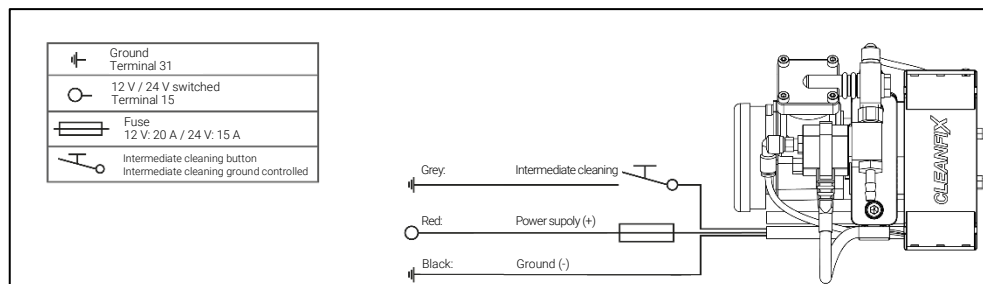 Ground
Terminal 31
12 V / 24 V switched
Terminal 15
Fuse
12 V: 20 A / 24 V: 15 A
Intermediate cleaning button
Intermediate cleaning ground controlled
Grey: Intermediate cleaning
Red: Power supoly (+)
Black: Ground (-)
CLEANFIX